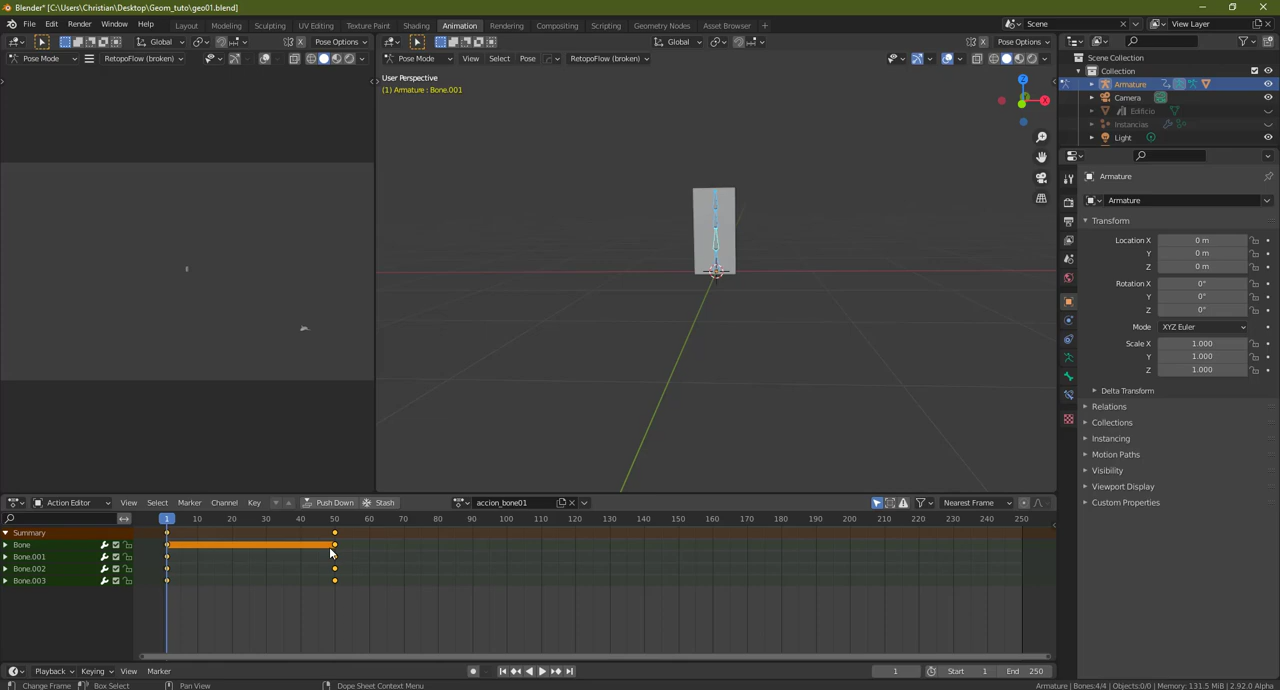 Blender* [C:\Users\Christian\Desktop\Geom_tuto\geo01.blend]
File Edit Render Window Help Layout Modeling Sculpting UV Editing Texture Paint Shading Animation Rendering Compositing Scripting Geometry Nodes Asset Browser + Scene View Layer
Global Pose Options Global Pose Options
Pose Mode RetopoFlow (broken) Pose Mode View Select Pose RetopoFlow (broken)
Scene Collection
Collection
Armature
Camera
Edificio
Instancias
Light
User Perspective
(1) Armature : Bone.001
Z
X
Armature
Armature
Transform
Location X 0 m
Y 0 m
Z 0 m
Rotation X 0°
Y 0°
Z 0°
Mode XYZ Euler
Scale X 1.000
Y 1.000
Z 1.000
Delta Transform
Relations
Collections
Instancing
Motion Paths
Visibility
Viewport Display
Custom Properties
Action Editor View Select Marker Channel Key Push Down Stash accion_bone01 Nearest Frame
1 10 20 30 40 50 60 70 80 90 100 110 120 130 140 150 160 170 180 190 200 210 220 230 240 250
Summary
Bone
Bone.001
Bone.002
Bone.003
Playback Keying View Marker 1 Start 1 End 250
Change Frame Box Select Pan View Dope Sheet Context Menu Armature | Bones:4/4 | Objects:0/0 | Memory: 131.5 MiB | 2.92.0 Alpha